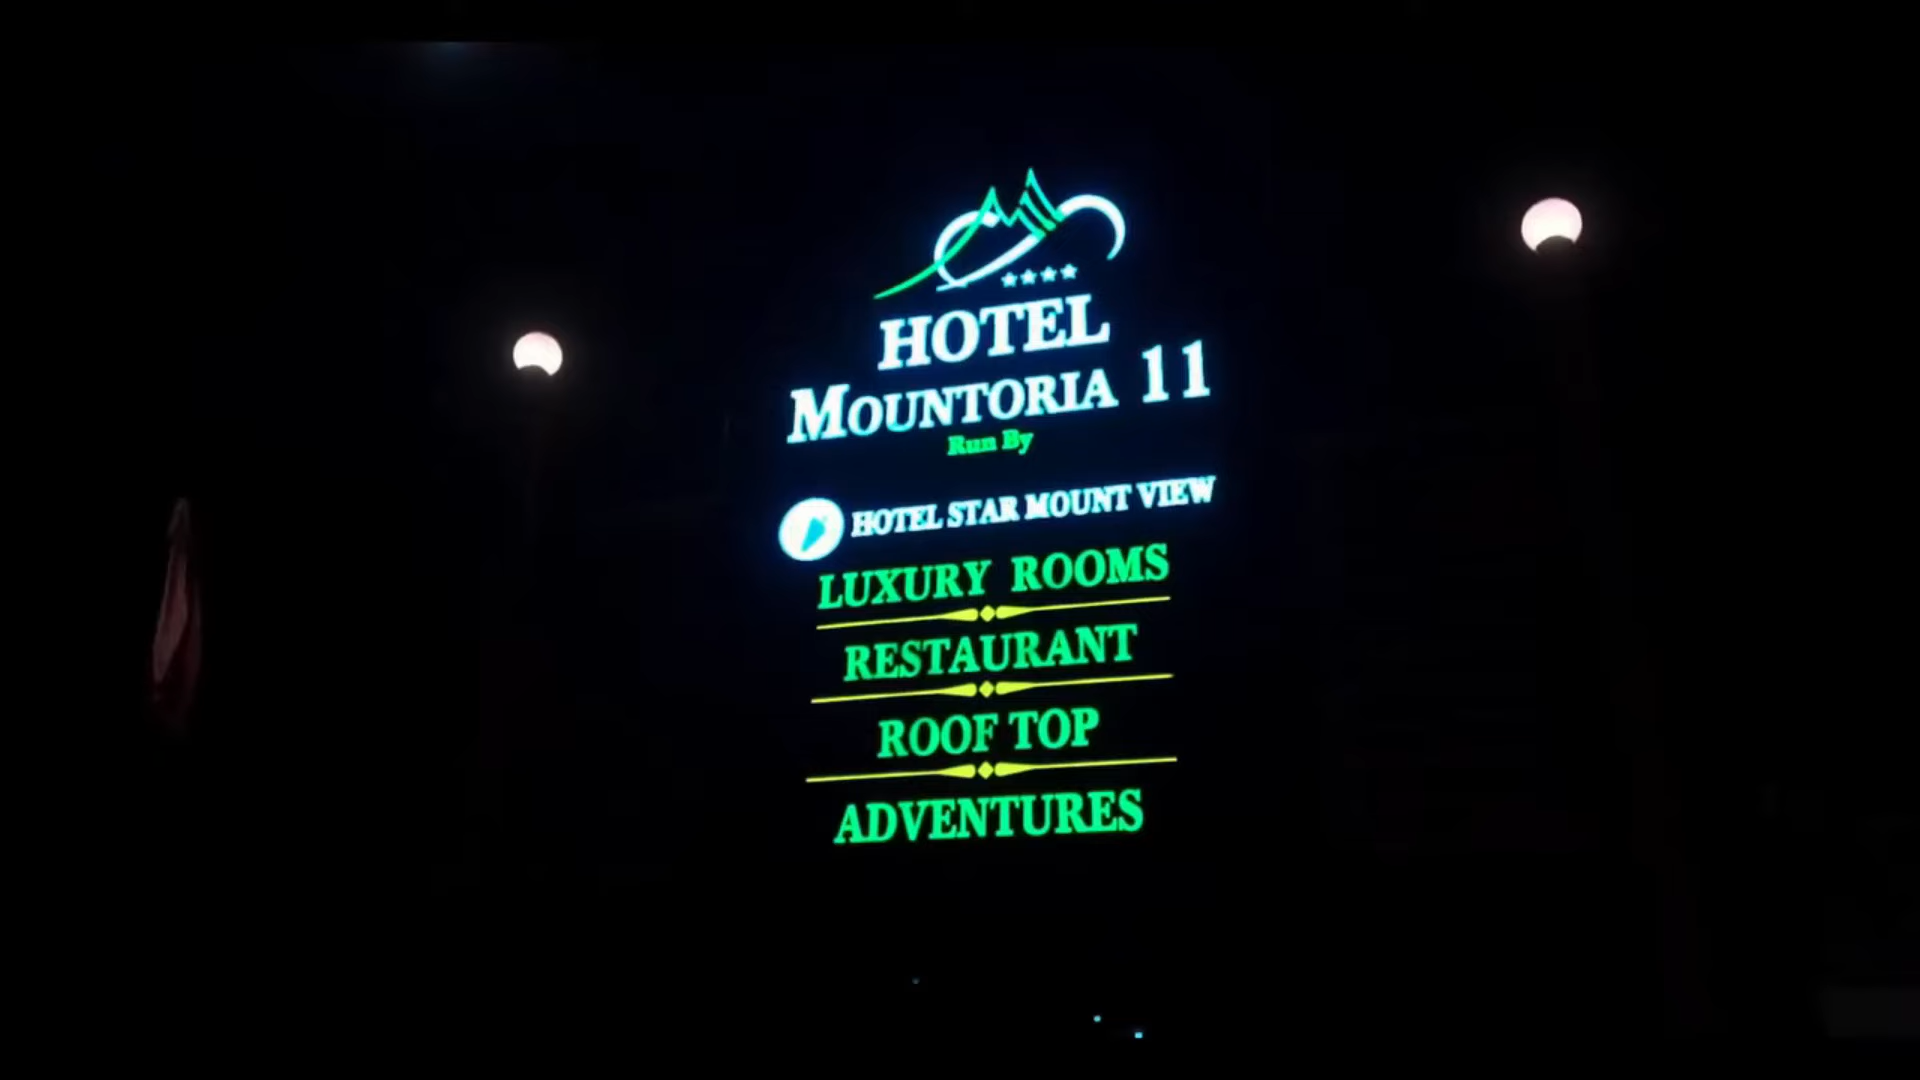 HOTEL
MOUNTORIA 11
Run By
HOTEL STAR MOUNT VIEW
LUXURY ROOMS
RESTAURANT
ROOF TOP
ADVENTURES